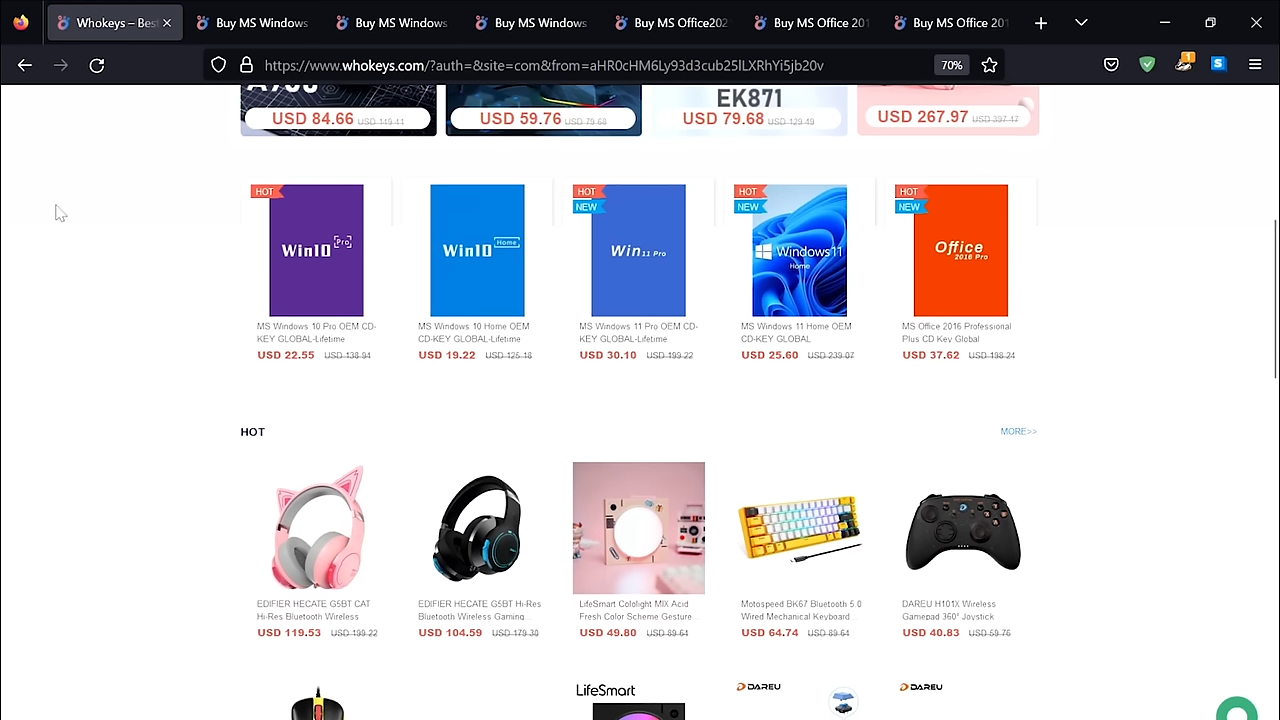 Whokeys – Best
Buy MS Windows
Buy MS Windows
Buy MS Windows
Buy MS Office202
Buy MS Office 201
Buy MS Office 201
https://www.whokeys.com/?auth=&site=com&from=aHR0cHM6Ly93d3cub25lLXRhYi5jb20v
70%
1
S
EK871
USD 84.66 USD 149.41
USD 59.76 USD 79.68
USD 79.68 USD 129.49
USD 267.97 USD 397.17
HOT
HOT
NEW
HOT
NEW
HOT
NEW
Win10 Pro
Win10 Home
Win 11 Pro
Windows 11
Home
Office
2016 Pro
MS Windows 10 Pro OEM CD-
KEY GLOBAL-Lifetime
USD 22.55 USD 138.94
MS Windows 10 Home OEM
CD-KEY GLOBAL-Lifetime
USD 19.22 USD 125.18
MS Windows 11 Pro OEM CD-
KEY GLOBAL-Lifetime
USD 30.10 USD 199.22
MS Windows 11 Home OEM
CD-KEY GLOBAL
USD 25.60 USD 239.07
MS Office 2016 Professional
Plus CD Key Global
USD 37.62 USD 198.24
HOT
MORE>>
EDIFIER HECATE G5BT CAT
Hi-Res Bluetooth Wireless
USD 119.53 USD 199.22
EDIFIER HECATE G5BT Hi-Res
Bluetooth Wireless Gaming...
USD 104.59 USD 179.30
LifeSmart Cololight MIX Acid
Fresh Color Scheme Gesture...
USD 49.80 USD 89.64
Motospeed BK67 Bluetooth 5.0
Wired Mechanical Keyboard...
USD 64.74 USD 89.64
DAREU H101X Wireless
Gamepad 360° Joystick
USD 40.83 USD 59.76
LifeSmart
DAREU
DAREU